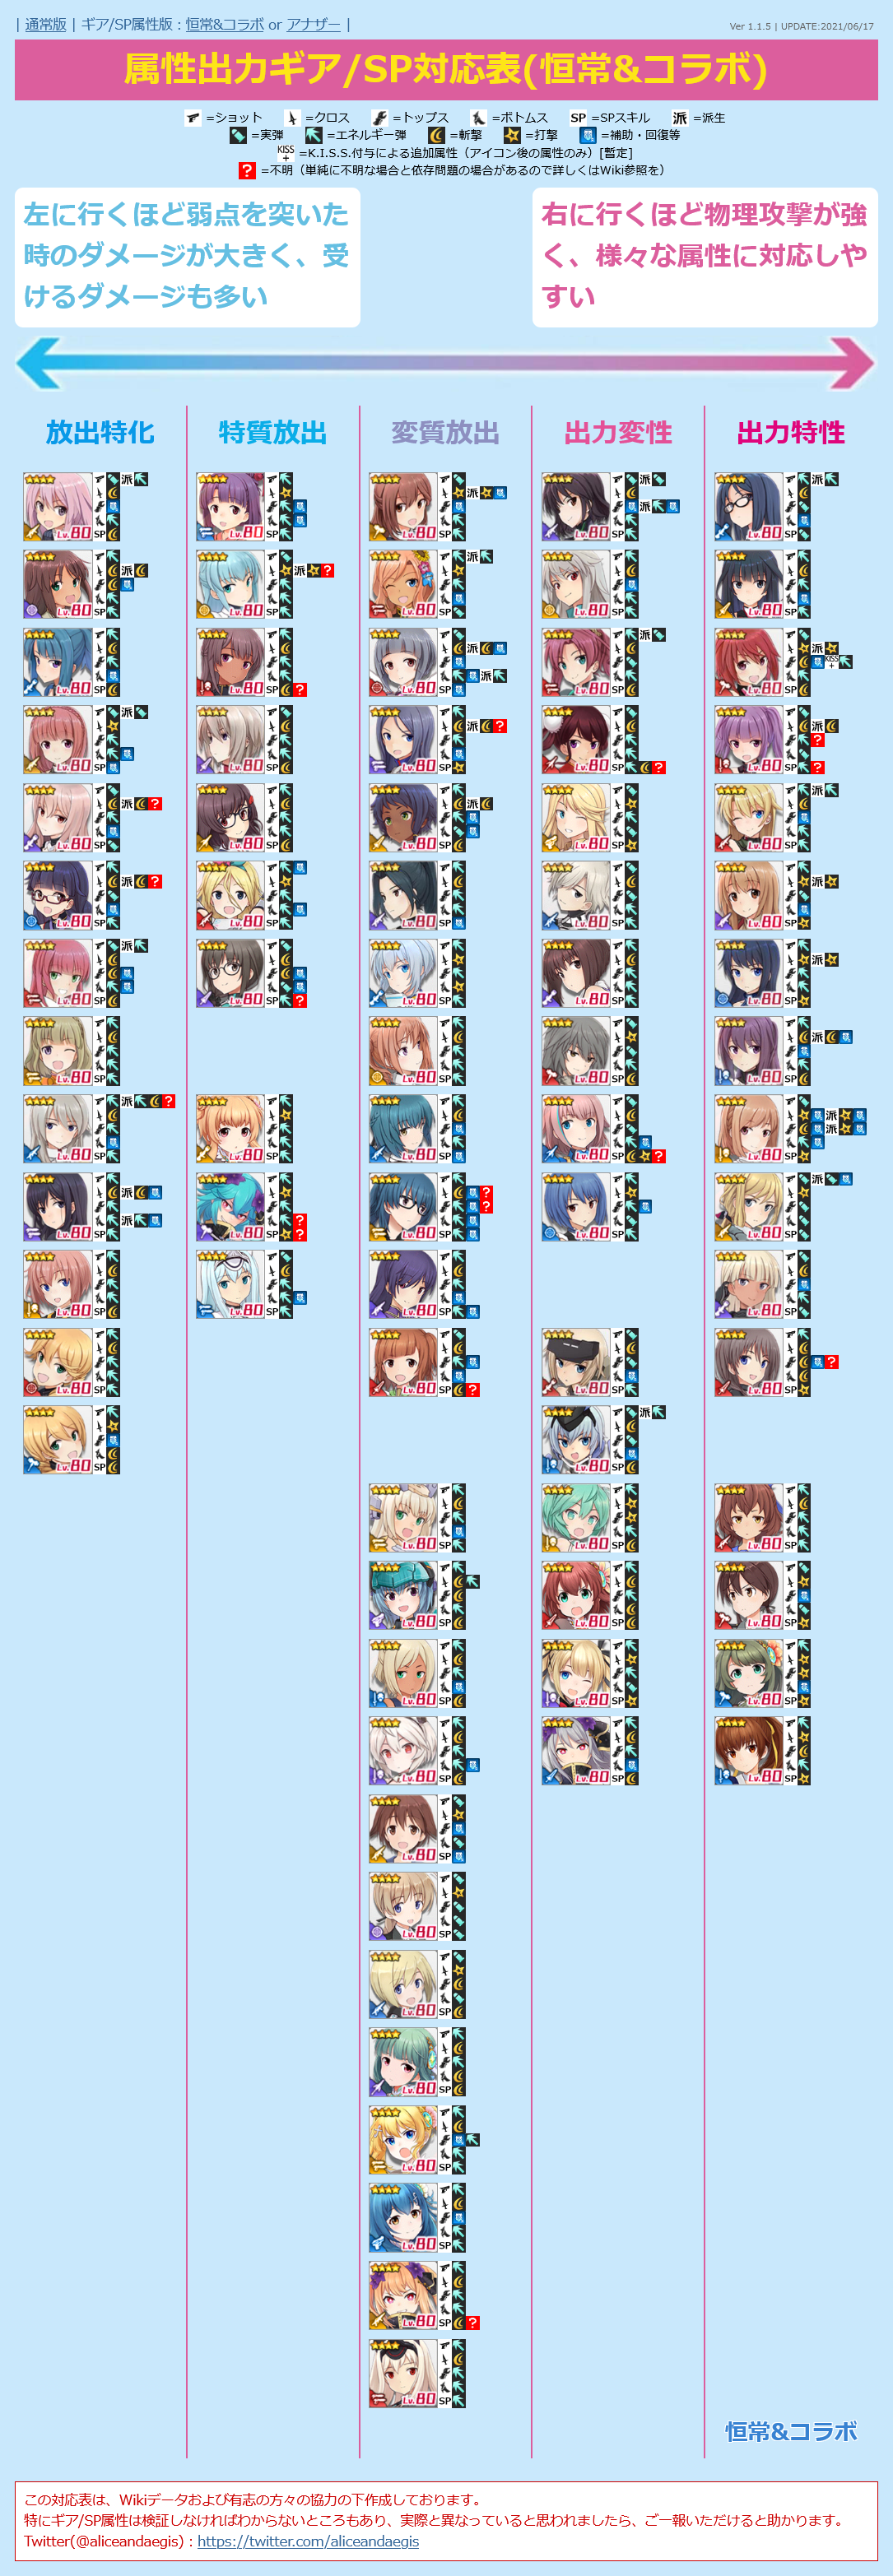 | 通常版 | ギア/SP属性版 : 恒常&コラボ or アナザー |
Ver 1.1.5 | UPDATE:2021/06/17
属性出力ギア/SP対応表(恒常&コラボ)
=ショット =クロス =トップス =ボトムス SP =SPスキル 派 =派生
=実弾 =エネルギー弾 =斬撃 =打撃 =補助・回復等
KISS + =K.I.S.S.付与による追加属性（アイコン後の属性のみ）[暫定]
? =不明（単純に不明な場合と依存問題の場合があるので詳しくはWiki参照を）
左に行くほど弱点を突いた
時のダメージが大きく、受
けるダメージも多い
右に行くほど物理攻撃が強
く、様々な属性に対応しや
すい
放出特化 特質放出 変質放出 出力変性 出力特性
恒常&コラボ
この対応表は、Wikiデータおよび有志の方々の協力の下作成しております。
特にギア/SP属性は検証しなければわからないところもあり、実際と異なっていると思われましたら、ご一報いただけると助かります。
Twitter(@aliceandaegis) : https://twitter.com/aliceandaegis